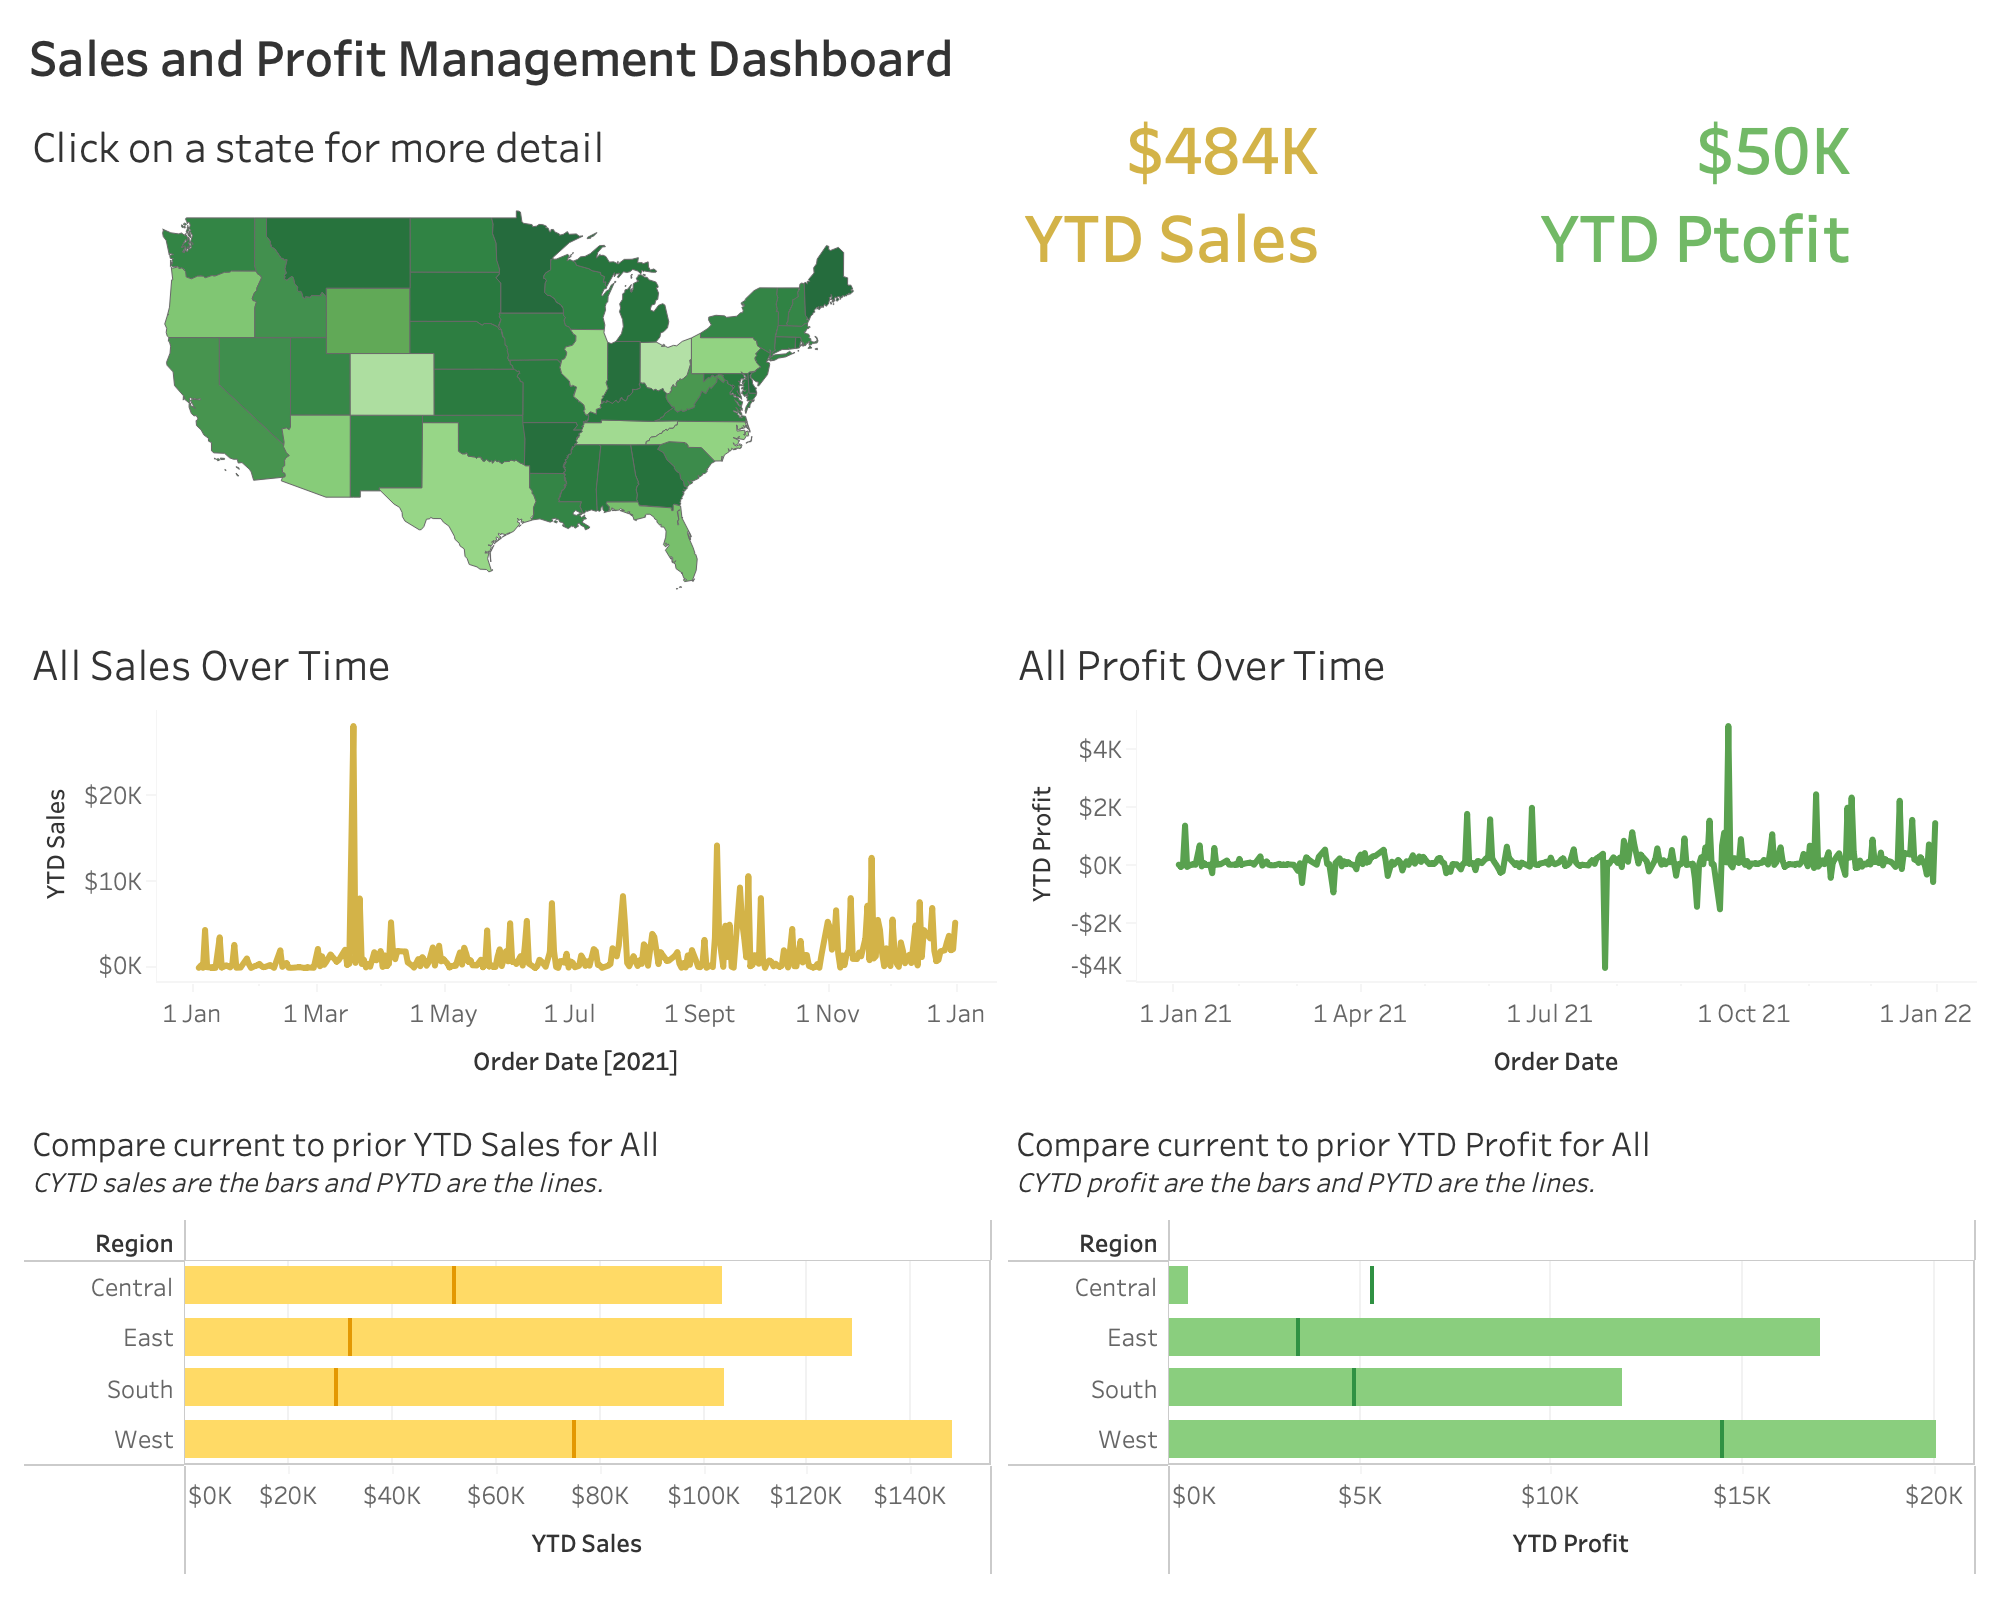 Sales and Profit Management Dashboard
Click on a state for more detail
$484K
YTD Sales
$50K
YTD Ptofit
All Sales Over Time
YTD Sales
$20K
$10K
$0K
1 Jan 1 Mar 1 May 1 Jul 1 Sept 1 Nov 1 Jan
Order Date [2021]
All Profit Over Time
YTD Profit
$4K
$2K
$0K
-$2K
-$4K
1 Jan 21 1 Apr 21 1 Jul 21 1 Oct 21 1 Jan 22
Order Date
Compare current to prior YTD Sales for All
CYTD sales are the bars and PYTD are the lines.
Region
Central
East
South
West
$0K $20K $40K $60K $80K $100K $120K $140K
YTD Sales
Compare current to prior YTD Profit for All
CYTD profit are the bars and PYTD are the lines.
Region
Central
East
South
West
$0K $5K $10K $15K $20K
YTD Profit